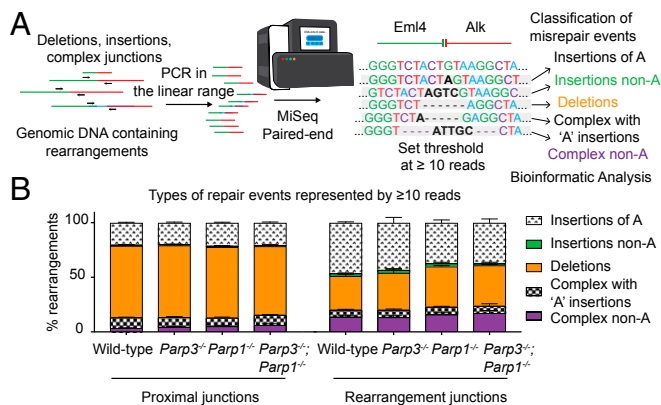 A
Deletions, insertions,
complex junctions
Genomic DNA containing
rearrangements
PCR in
the linear range
MiSeq
Paired-end
Eml4 Alk
...GGGTCTACTGTAAGGCTA...
...GGGTCTACTAGTAAGGCT...
...GTCTACTAGTCGTAAGGC...
...GGGTCT------AGGCTA...
...GGGTCTA----GAGGCTA...
...GGGT---ATTGC---CTA...
Set threshold
at ≥ 10 reads
Classification of
misrepair events
Insertions of A
Insertions non-A
Deletions
Complex with
'A' insertions
Complex non-A
Bioinformatic Analysis
B
Types of repair events represented by ≥10 reads
% rearrangements
100
50
0
Wild-type Parp3-/- Parp1-/- Parp3-/-;
Parp1-/-
Wild-type Parp3-/- Parp1-/- Parp3-/-;
Parp1-/-
Proximal junctions
Rearrangement junctions
Insertions of A
Insertions non-A
Deletions
Complex with
'A' insertions
Complex non-A